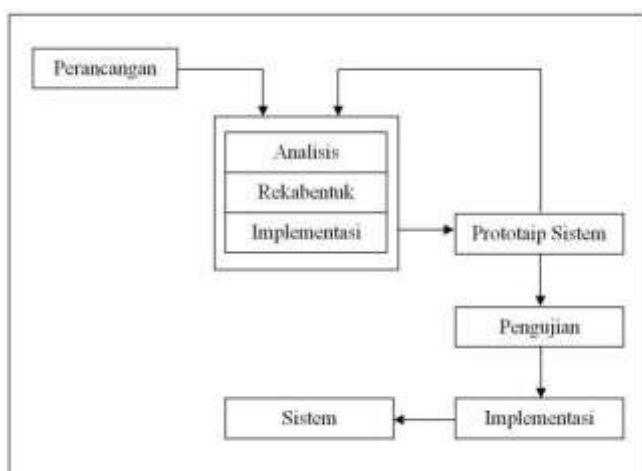 Perancangan
Analisis
Rekabentuk
Implementasi
Prototaip Sistem
Pengujian
Implementasi
Sistem